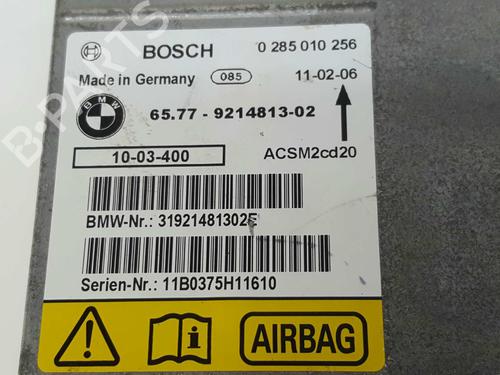 BOSCH 0 285 010 256
Made in Germany 085 11-02-06
BMW 65.77 - 9214813-02
10-03-400 ACSM2cd20
BMW-Nr.: 31921481302E
Serien-Nr.: 11B0375H11610
AIRBAG
B-PARTS